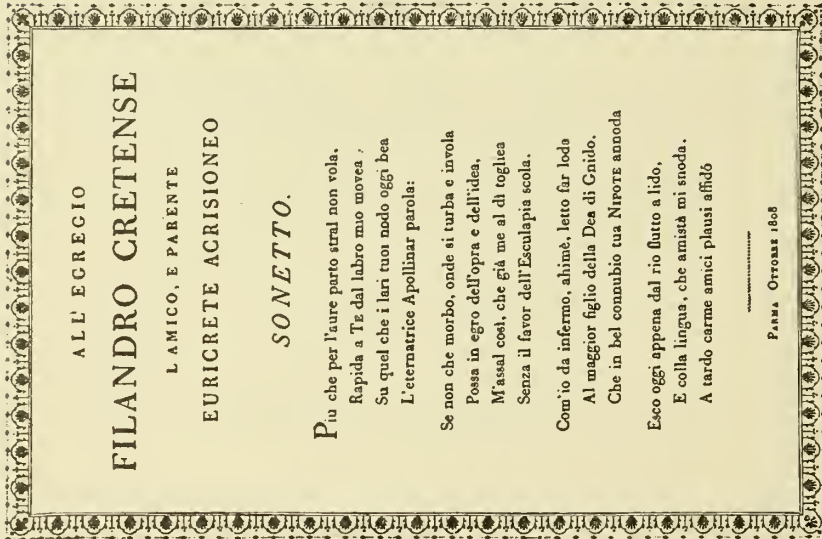 ALL' EGREGIO
FILANDRO CRETENSE
L'AMICO, E PARENTE
EURICRETE ACRISIONEO
SONETTO.
Più che per l'aure parto stral non vola,
Rapida a TE dal labro mio movea,
Su quel che i lari tuoi nodo oggi bea
L'eternatrice Apollinar parola:
Se non che morbo, onde si turba e invola
Possa in egro dell'opra e dell'idea,
M'assal così, che già me al dì togliea
Senza il favor dell'Esculapia scola.
Com'io da infermo, ahimè, letto far lode
Al maggior figlio della Dea di Gnido,
Che in bel connubio tua NIPOTE annoda
Esco oggi appena dal rio flutto a lido,
E colla lingua, che amistà mi snoda,
A tardo carme amici plausi affidò
PARMA OTTOBRE 1808